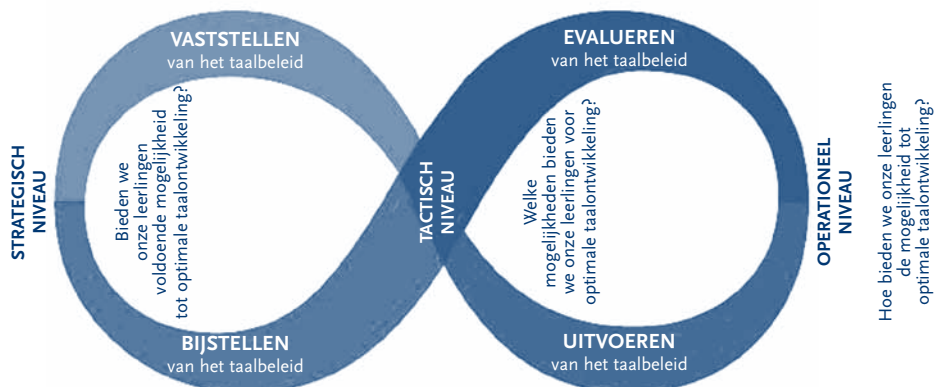 VASTSTELLEN
van het taalbeleid
EVALUEREN
van het taalbeleid
STRATEGISCH
NIVEAU
Bieden we
onze leerlingen
voldoende mogelijkheid
tot optimale taalontwikkeling?
TACTISCH
NIVEAU
Welke
mogelijkheden bieden
we onze leerlingen voor
optimale taalontwikkeling?
OPERATIONEEL
NIVEAU
Hoe bieden we onze leerlingen
de mogelijkheid tot
optimale taalontwikkeling?
BIJSTELLEN
van het taalbeleid
UITVOEREN
van het taalbeleid